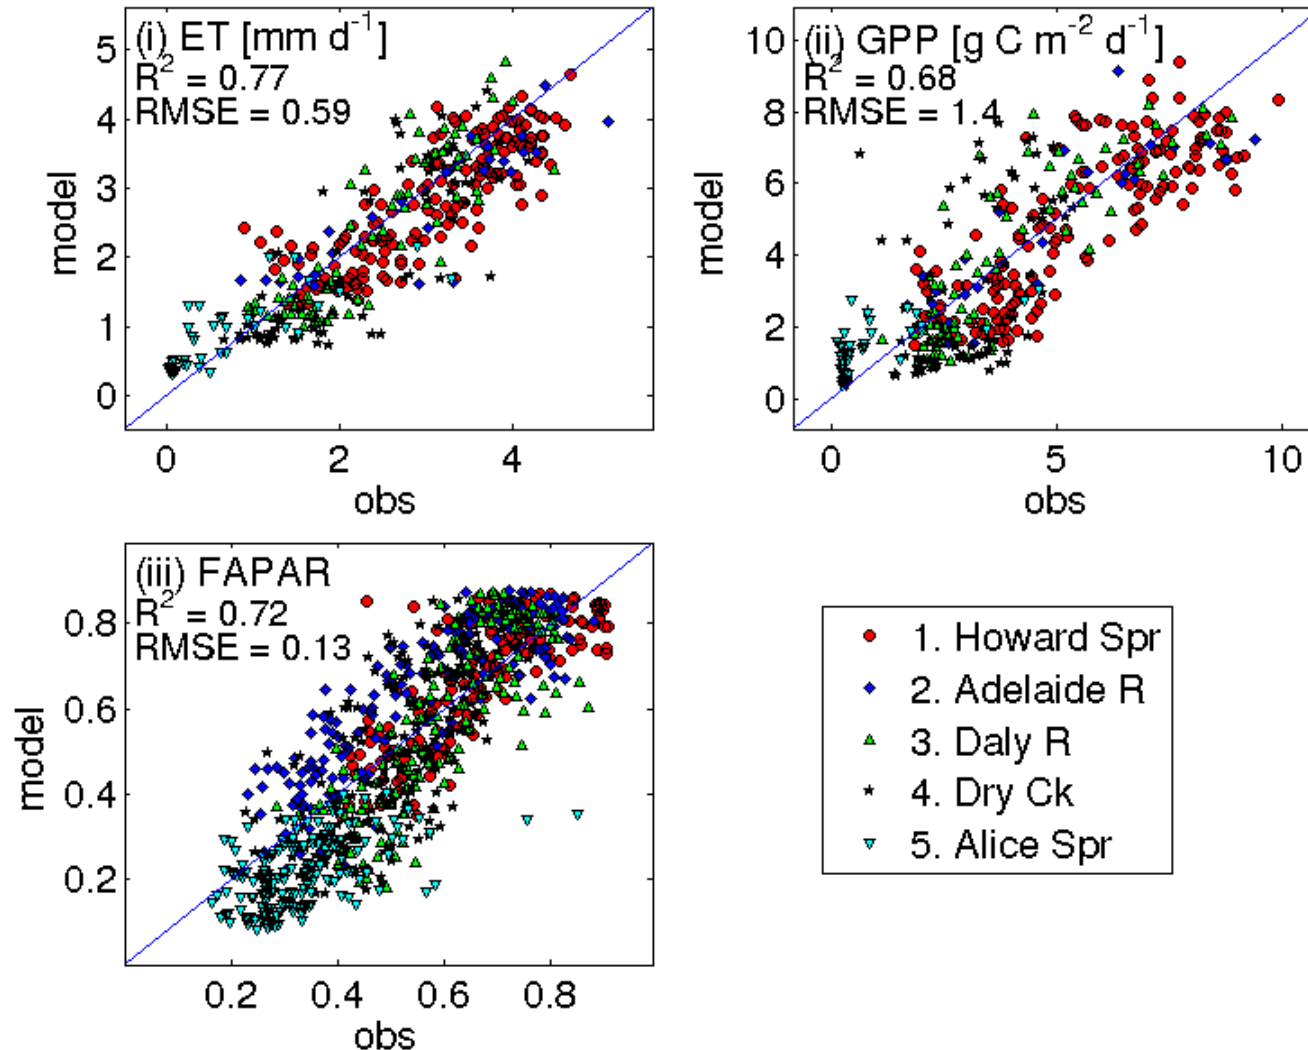 (i) ET [mm d⁻¹]
R² = 0.77
RMSE = 0.59
5
4
3
2
1
0
model
0 2 4
obs
(ii) GPP [g C m⁻² d⁻¹]
R² = 0.68
RMSE = 1.4
10
8
6
4
2
0
model
0 5 10
obs
(iii) FAPAR
R² = 0.72
RMSE = 0.13
0.8
0.6
0.4
0.2
model
0.2 0.4 0.6 0.8
obs
1. Howard Spr
2. Adelaide R
3. Daly R
4. Dry Ck
5. Alice Spr